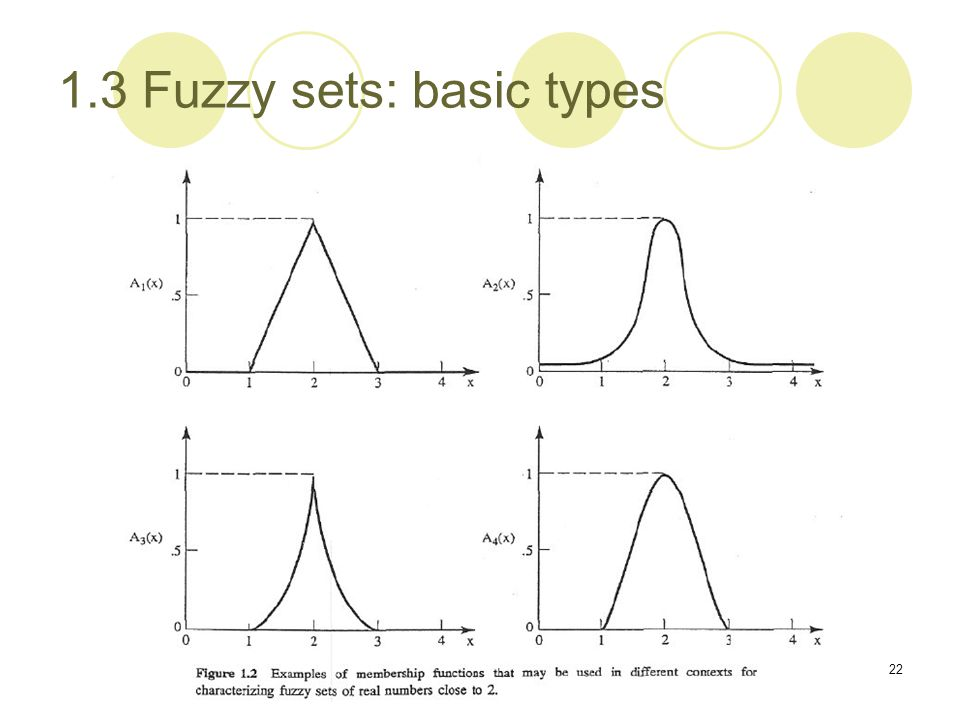 1.3 Fuzzy sets: basic types
1
A1(x)
.5
0
0 1 2 3 4 x
1
A2(x)
.5
0
0 1 2 3 4 x
1
A3(x)
.5
0
0 1 2 3 4 x
1
A4(x)
.5
0
0 1 2 3 4 x
Figure 1.2 Examples of membership functions that may be used in different contexts for
characterizing fuzzy sets of real numbers close to 2.
22